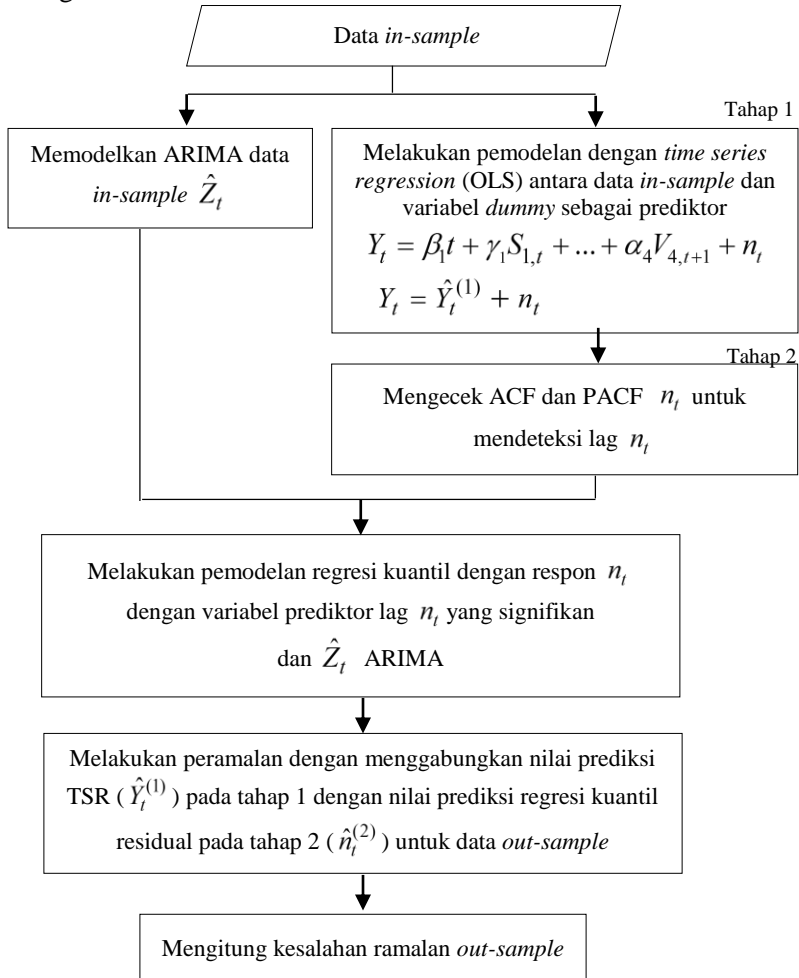 Data in-sample
Tahap 1
Memodelkan ARIMA data
in-sample Ẑ_t
Melakukan pemodelan dengan time series
regression (OLS) antara data in-sample dan
variabel dummy sebagai prediktor
Y_t = β_1 t + γ_1 S_{1,t} + ... + α_4 V_{4,t+1} + n_t
Y_t = Ŷ_t^{(1)} + n_t
Tahap 2
Mengecek ACF dan PACF n_t untuk
mendeteksi lag n_t
Melakukan pemodelan regresi kuantil dengan respon n_t
dengan variabel prediktor lag n_t yang signifikan
dan Ẑ_t ARIMA
Melakukan peramalan dengan menggabungkan nilai prediksi
TSR ( Ŷ_t^{(1)} ) pada tahap 1 dengan nilai prediksi regresi kuantil
residual pada tahap 2 ( n̂_t^{(2)} ) untuk data out-sample
Mengitung kesalahan ramalan out-sample